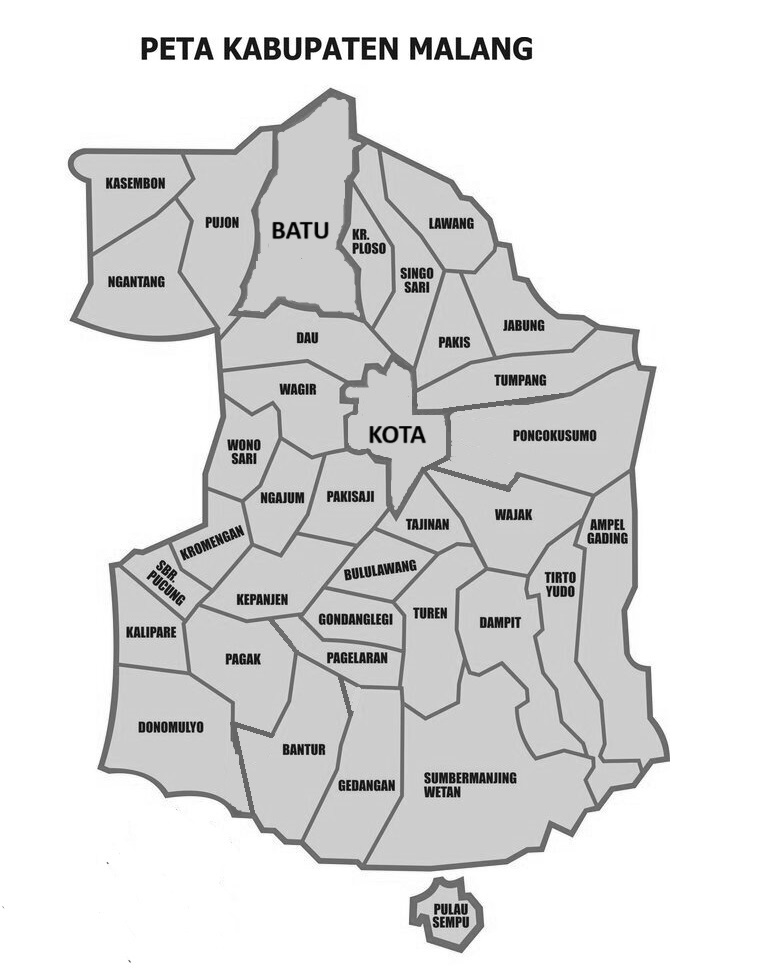 PETA KABUPATEN MALANG
KASEMBON
PUJON
BATU
KR.
PLOSO
LAWANG
NGANTANG
SINGO
SARI
JABUNG
DAU
PAKIS
TUMPANG
WAGIR
KOTA
PONCOKUSUMO
WONO
SARI
NGAJUM
PAKISAJI
TAJINAN
WAJAK
AMPEL
GADING
KROMENGAN
SBR.
PUCUNG
BULULAWANG
TIRTO
YUDO
KEPANJEN
GONDANGLEGI
TUREN
DAMPIT
KALIPARE
PAGAK
PAGELARAN
DONOMULYO
BANTUR
GEDANGAN
SUMBERMANJING
WETAN
PULAU
SEMPU